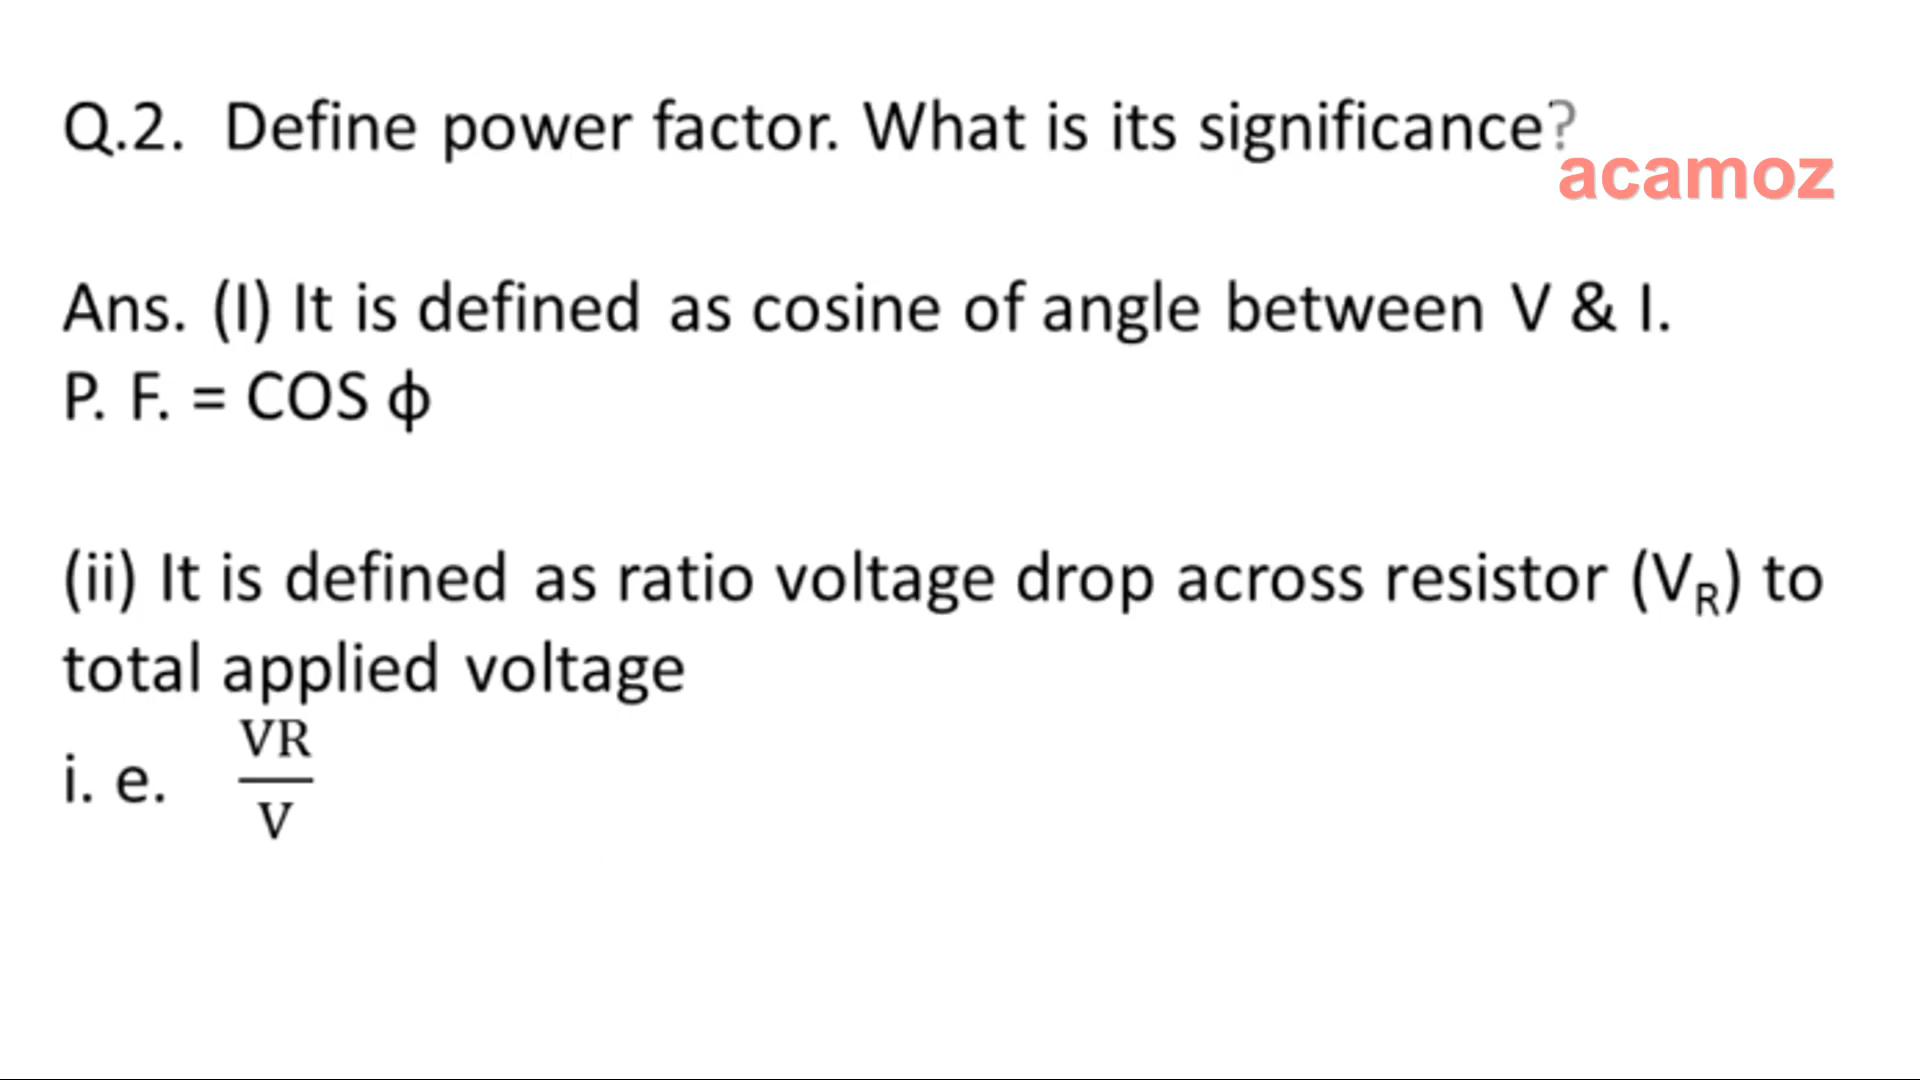 Q.2. Define power factor. What is its significance?
acamoz
Ans. (I) It is defined as cosine of angle between V & I.
P. F. = COS ϕ
(ii) It is defined as ratio voltage drop across resistor (V_R) to
total applied voltage
i. e. VR/V